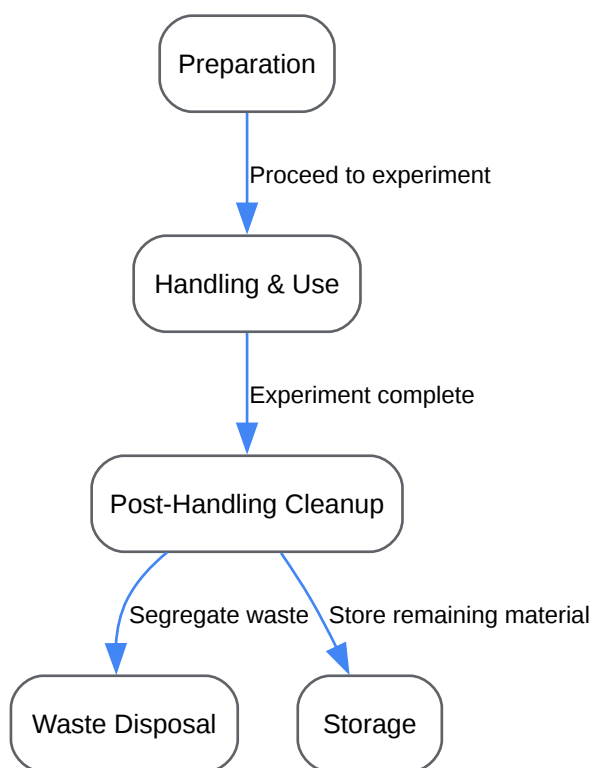 Preparation
Proceed to experiment
Handling & Use
Experiment complete
Post-Handling Cleanup
Segregate waste
Store remaining material
Waste Disposal
Storage